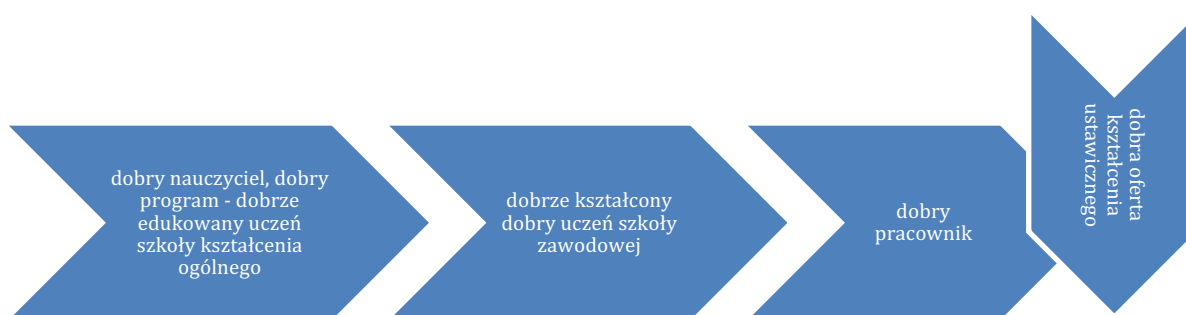 dobry nauczyciel, dobry
program - dobrze
edukowany uczeń
szkoły kształcenia
ogólnego
dobrze kształcony
dobry uczeń szkoły
zawodowej
dobry
pracownik
dobra oferta
kształcenia
ustawicznego